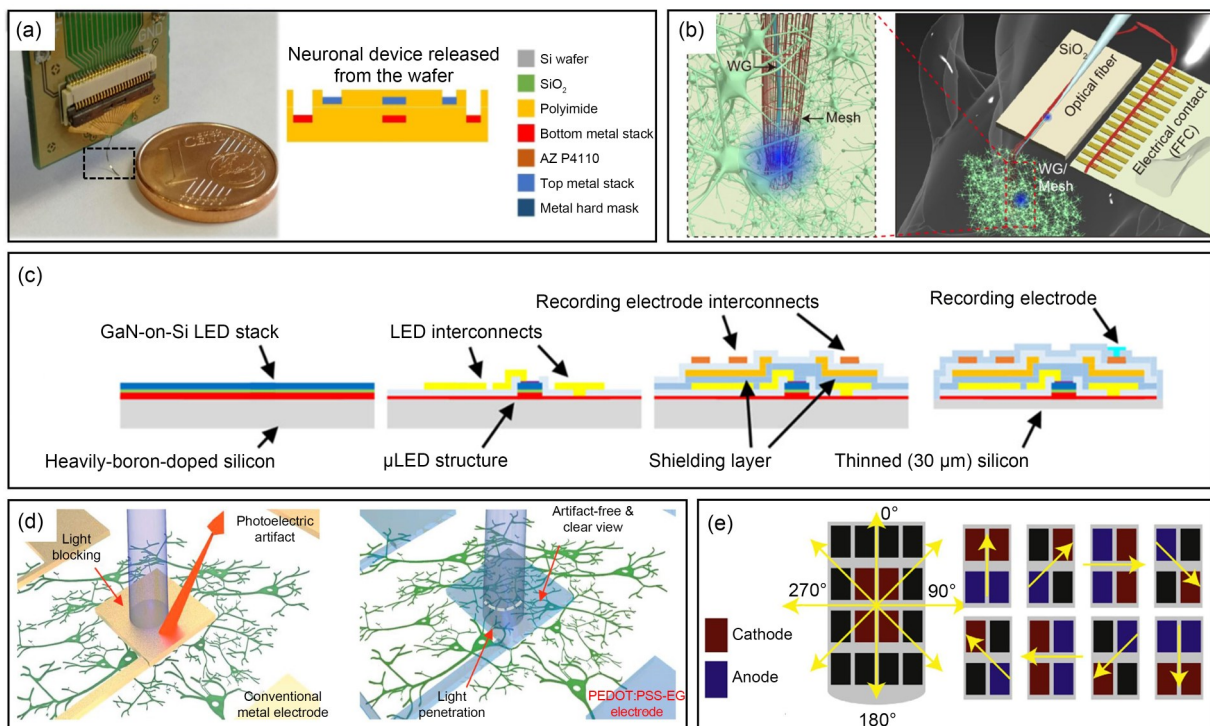 (a)
GND
Neuronal device released
from the wafer
Si wafer
SiO2
Polyimide
Bottom metal stack
AZ P4110
Top metal stack
Metal hard mask
(b)
WG
Mesh
SiO2
Optical fiber
Electrical contact
(FFC)
WG/
Mesh
(c)
GaN-on-Si LED stack
LED interconnects
Recording electrode interconnects
Recording electrode
Heavily-boron-doped silicon
µLED structure
Shielding layer
Thinned (30 µm) silicon
(d)
Light
blocking
Photoelectric
artifact
Conventional
metal electrode
Artifact-free &
clear view
Light
penetration
PEDOT:PSS-EG
electrode
(e)
0°
270°
90°
180°
Cathode
Anode